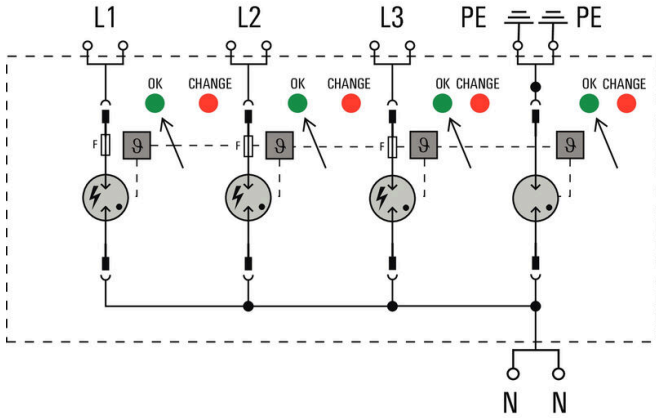 L1 L2 L3 PE PE
OK CHANGE OK CHANGE OK CHANGE OK CHANGE
F ϑ F ϑ F ϑ ϑ
N N